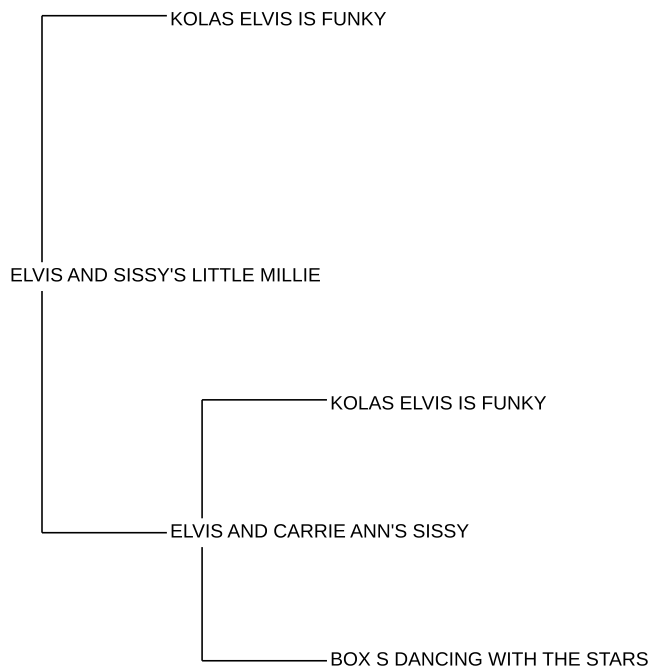 KOLAS ELVIS IS FUNKY
ELVIS AND SISSY'S LITTLE MILLIE
KOLAS ELVIS IS FUNKY
ELVIS AND CARRIE ANN'S SISSY
BOX S DANCING WITH THE STARS